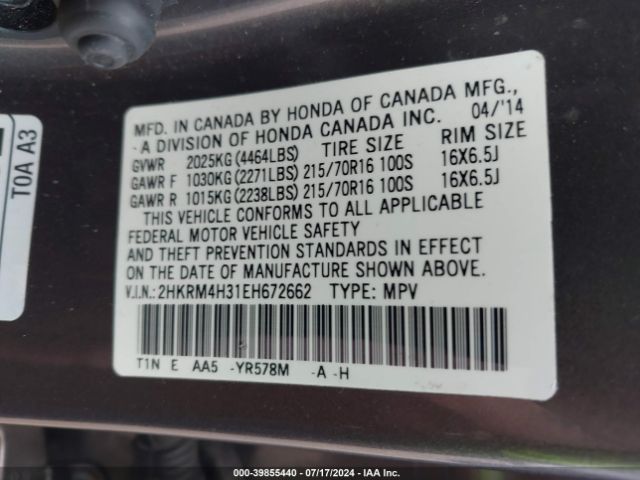 MFD. IN CANADA BY HONDA OF CANADA MFG.,
- A DIVISION OF HONDA CANADA INC. 04/'14
GVWR 2025KG(4464LBS) TIRE SIZE RIM SIZE
GAWR F 1030KG(2271LBS) 215/70R16 100S 16X6.5J
GAWR R 1015KG(2238LBS) 215/70R16 100S 16X6.5J
THIS VEHICLE CONFORMS TO ALL APPLICABLE
FEDERAL MOTOR VEHICLE SAFETY
AND THEFT PREVENTION STANDARDS IN EFFECT
ON THE DATE OF MANUFACTURE SHOWN ABOVE.
V.I.N.:2HKRM4H31EH672662 TYPE: MPV
T1N E AA5 -YR578M -A -H
T0A A3
000-39855440 - 07/17/2024 - IAA Inc.